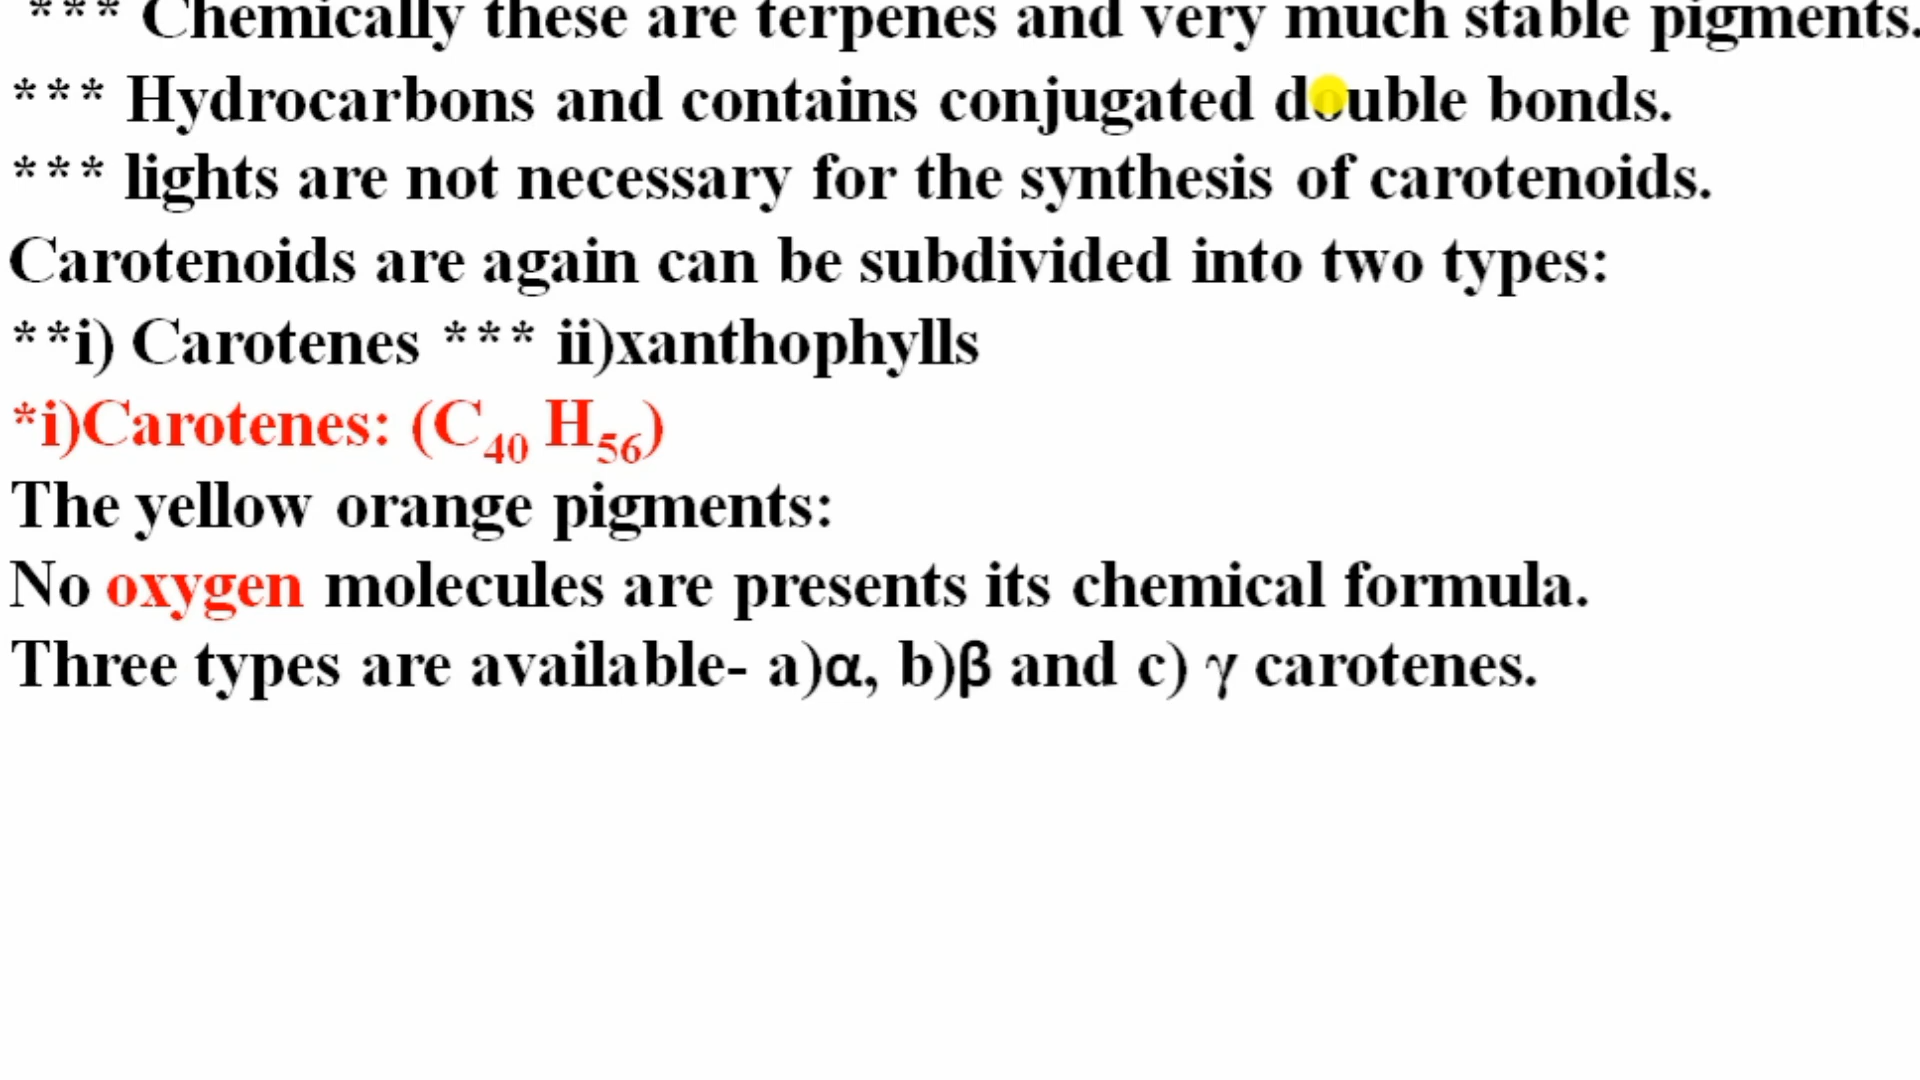 *** Chemically these are terpenes and very much stable pigments.
*** Hydrocarbons and contains conjugated double bonds.
*** lights are not necessary for the synthesis of carotenoids.
Carotenoids are again can be subdivided into two types:
**i) Carotenes *** ii)xanthophylls
*i)Carotenes: (C₄₀ H₅₆)
The yellow orange pigments:
No oxygen molecules are presents its chemical formula.
Three types are available- a)α, b)β and c) γ carotenes.